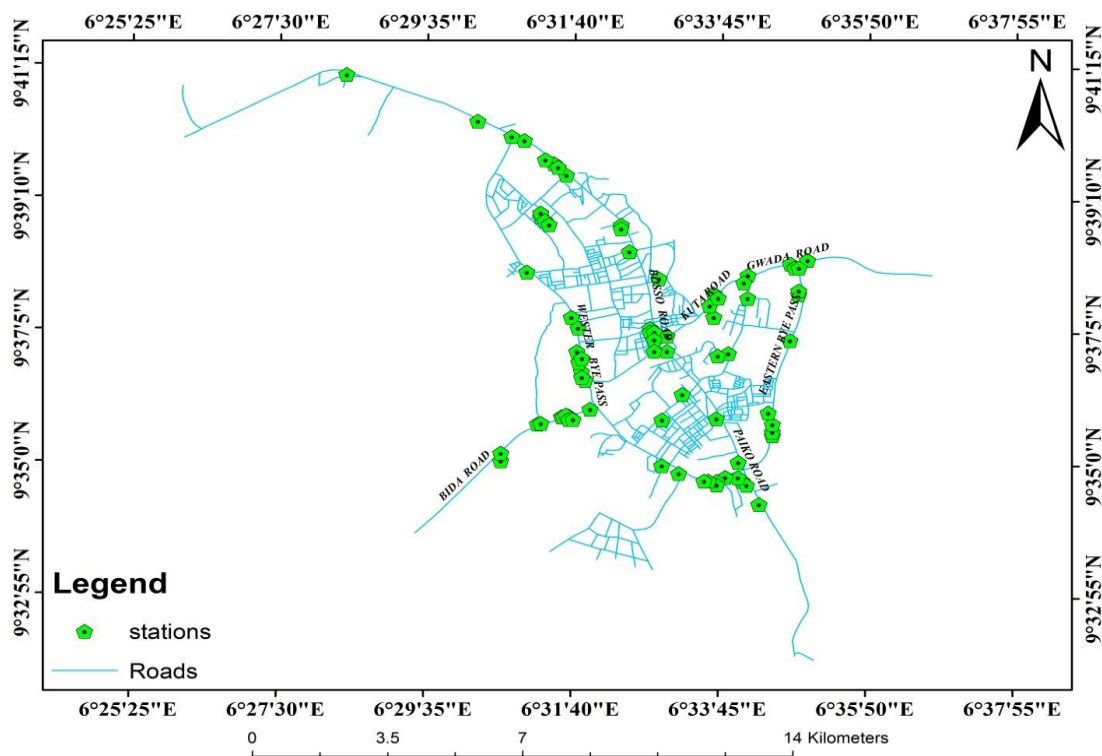 6°25'25"E 6°27'30"E 6°29'35"E 6°31'40"E 6°33'45"E 6°35'50"E 6°37'55"E
9°41'15"N
9°41'15"N
N
9°39'10"N
9°39'10"N
GWADA ROAD
KUTA ROAD
BOSSO ROAD
9°37'5"N
WESTER BYE PASS
EASTERN BYE PASS
9°37'5"N
BIDA ROAD
PAIKO ROAD
9°35'0"N
9°35'0"N
9°32'55"N
9°32'55"N
Legend
stations
Roads
6°25'25"E 6°27'30"E 6°29'35"E 6°31'40"E 6°33'45"E 6°35'50"E 6°37'55"E
0 3.5 7 14 Kilometers